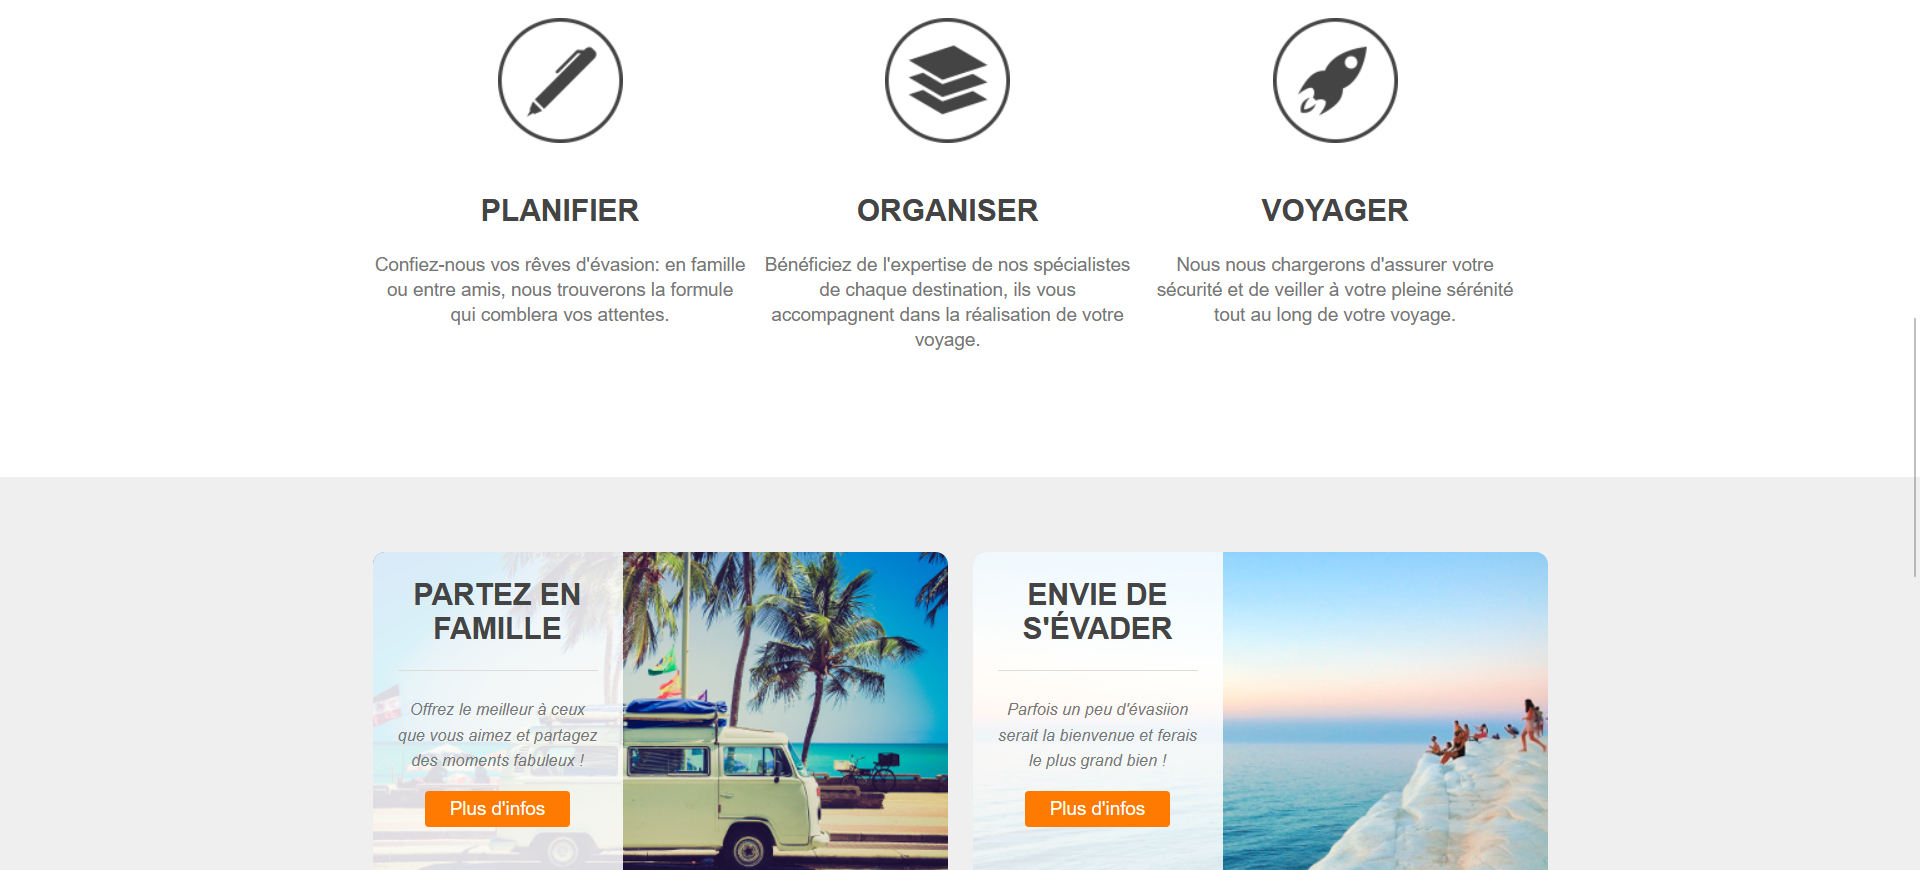 PLANIFIER
Confiez-nous vos rêves d'évasion: en famille
ou entre amis, nous trouverons la formule
qui comblera vos attentes.
ORGANISER
Bénéficiez de l'expertise de nos spécialistes
de chaque destination, ils vous
accompagnent dans la réalisation de votre
voyage.
VOYAGER
Nous nous chargerons d'assurer votre
sécurité et de veiller à votre pleine sérénité
tout au long de votre voyage.
PARTEZ EN
FAMILLE
Offrez le meilleur à ceux
que vous aimez et partagez
des moments fabuleux !
Plus d'infos
ENVIE DE
S'ÉVADER
Parfois un peu d'évasiion
serait la bienvenue et ferais
le plus grand bien !
Plus d'infos